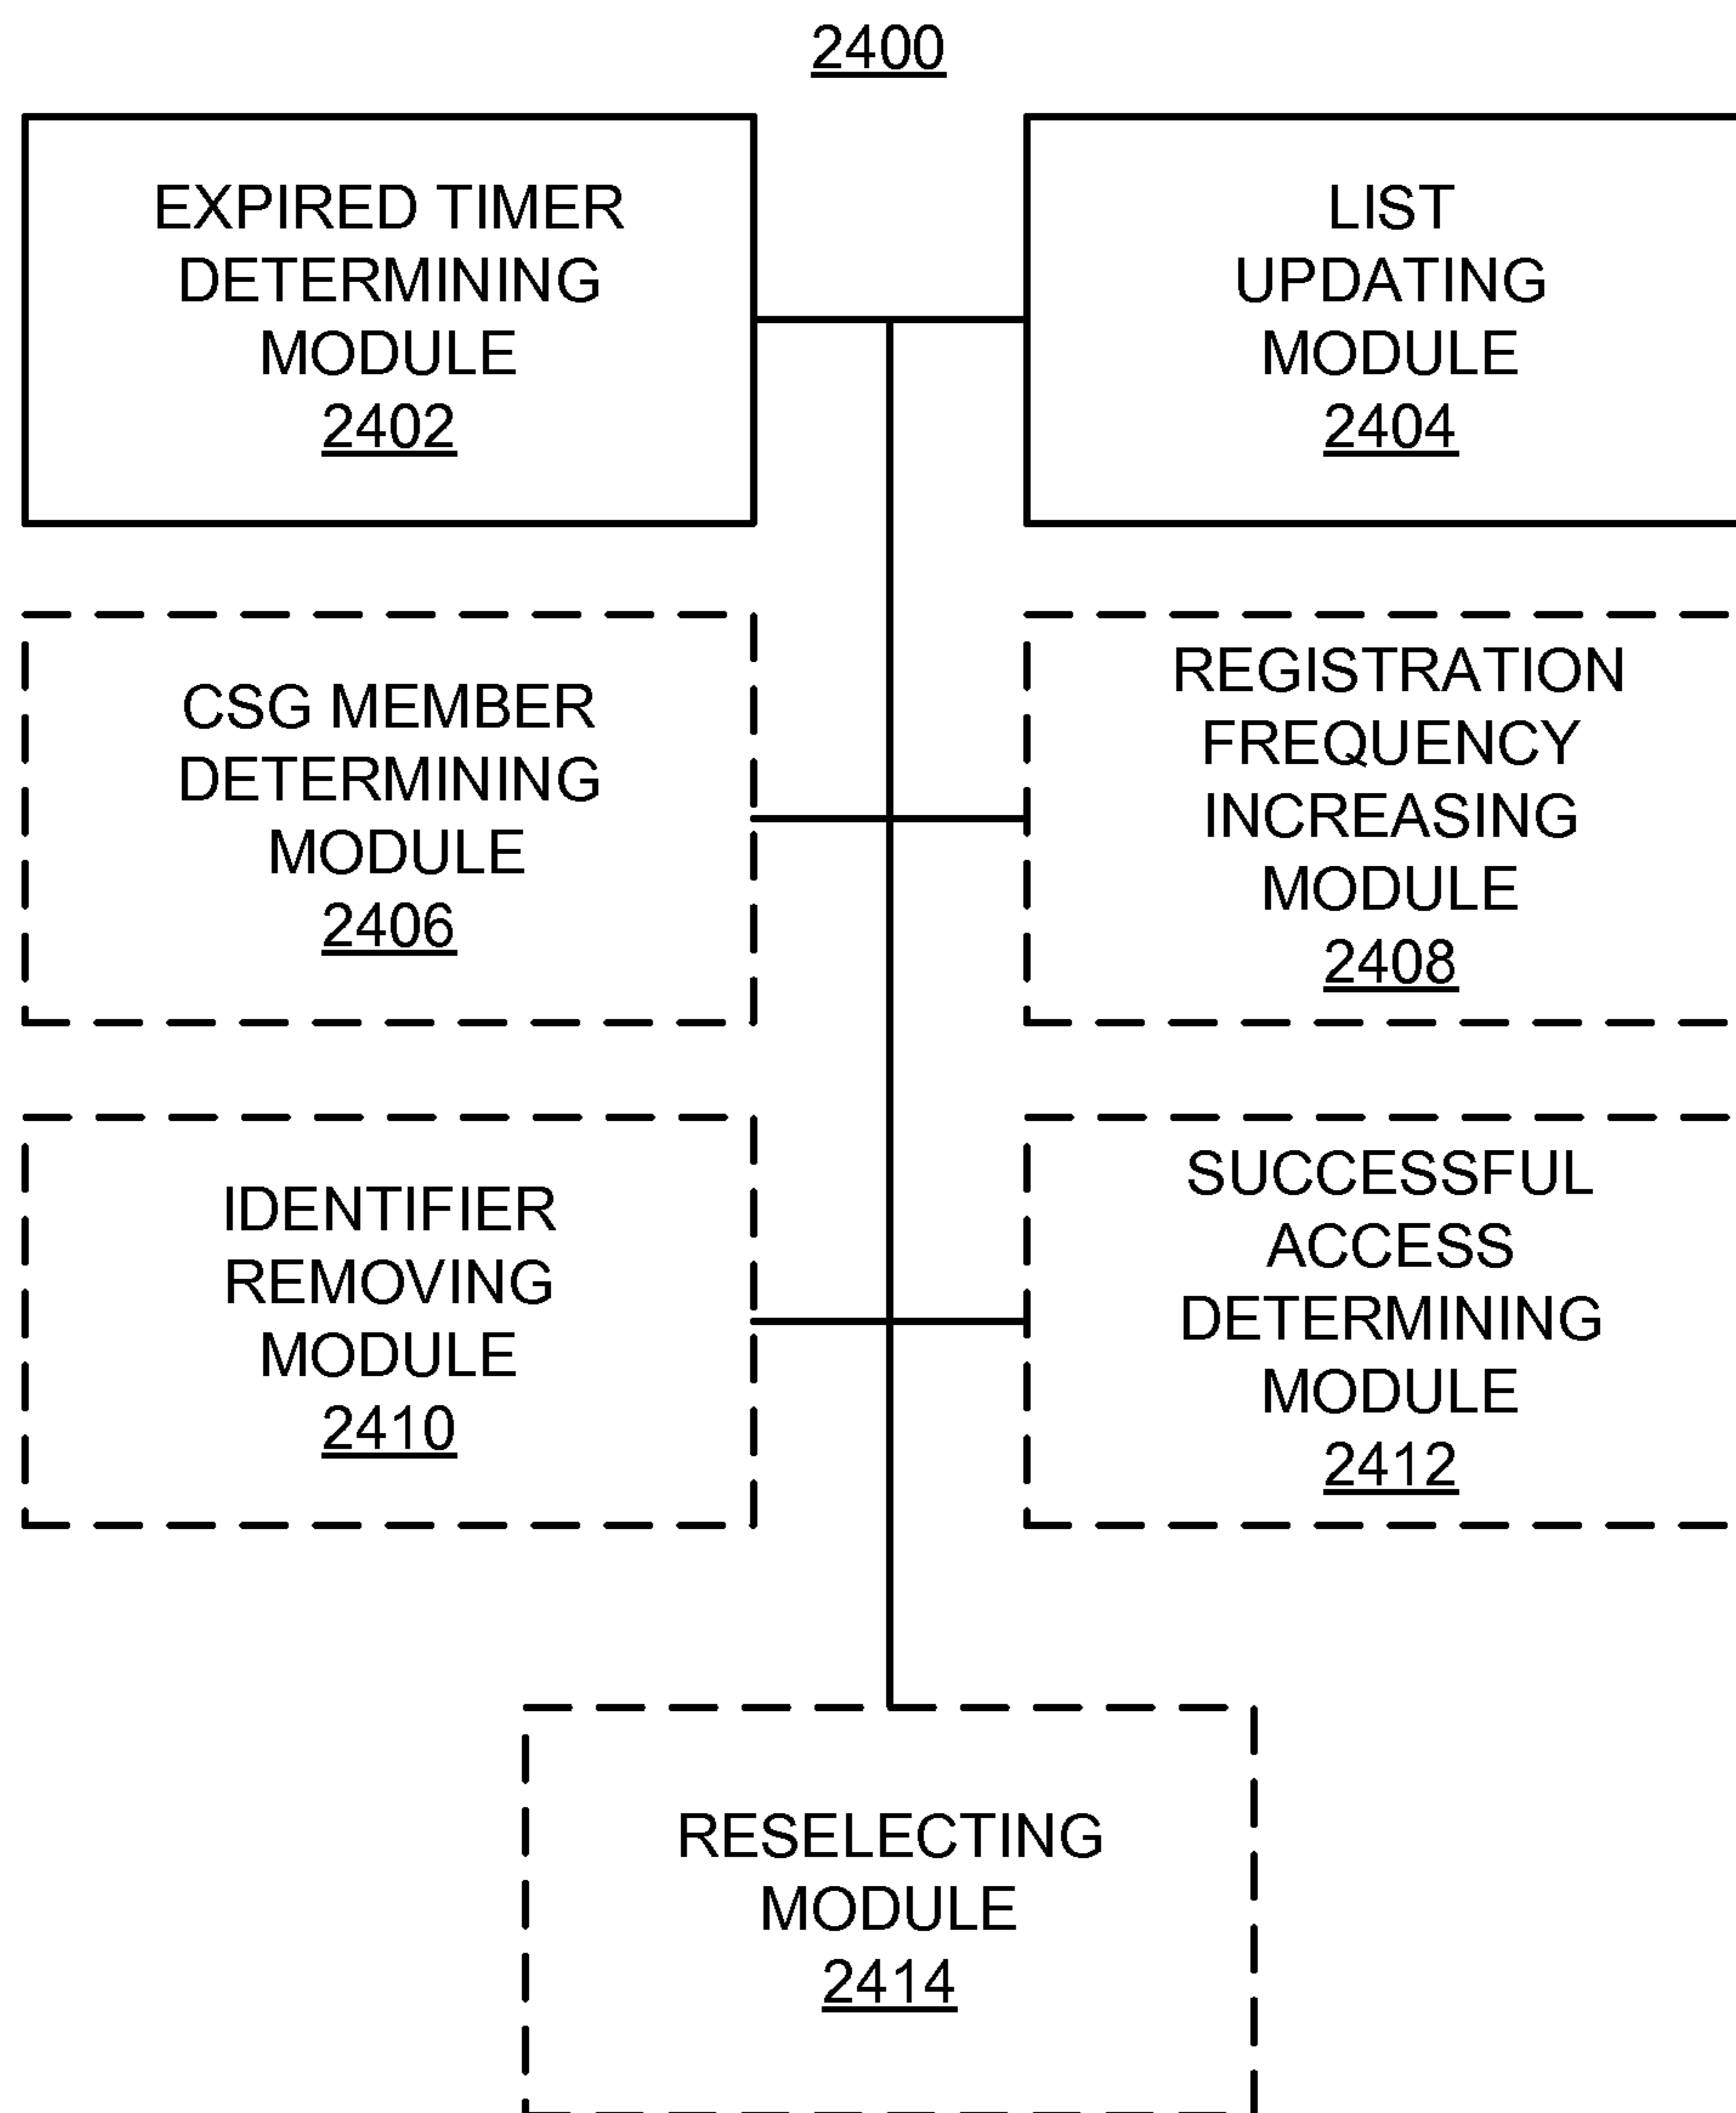 2400
EXPIRED TIMER
DETERMINING
MODULE
2402
LIST
UPDATING
MODULE
2404
CSG MEMBER
DETERMINING
MODULE
2406
REGISTRATION
FREQUENCY
INCREASING
MODULE
2408
IDENTIFIER
REMOVING
MODULE
2410
SUCCESSFUL
ACCESS
DETERMINING
MODULE
2412
RESELECTING
MODULE
2414